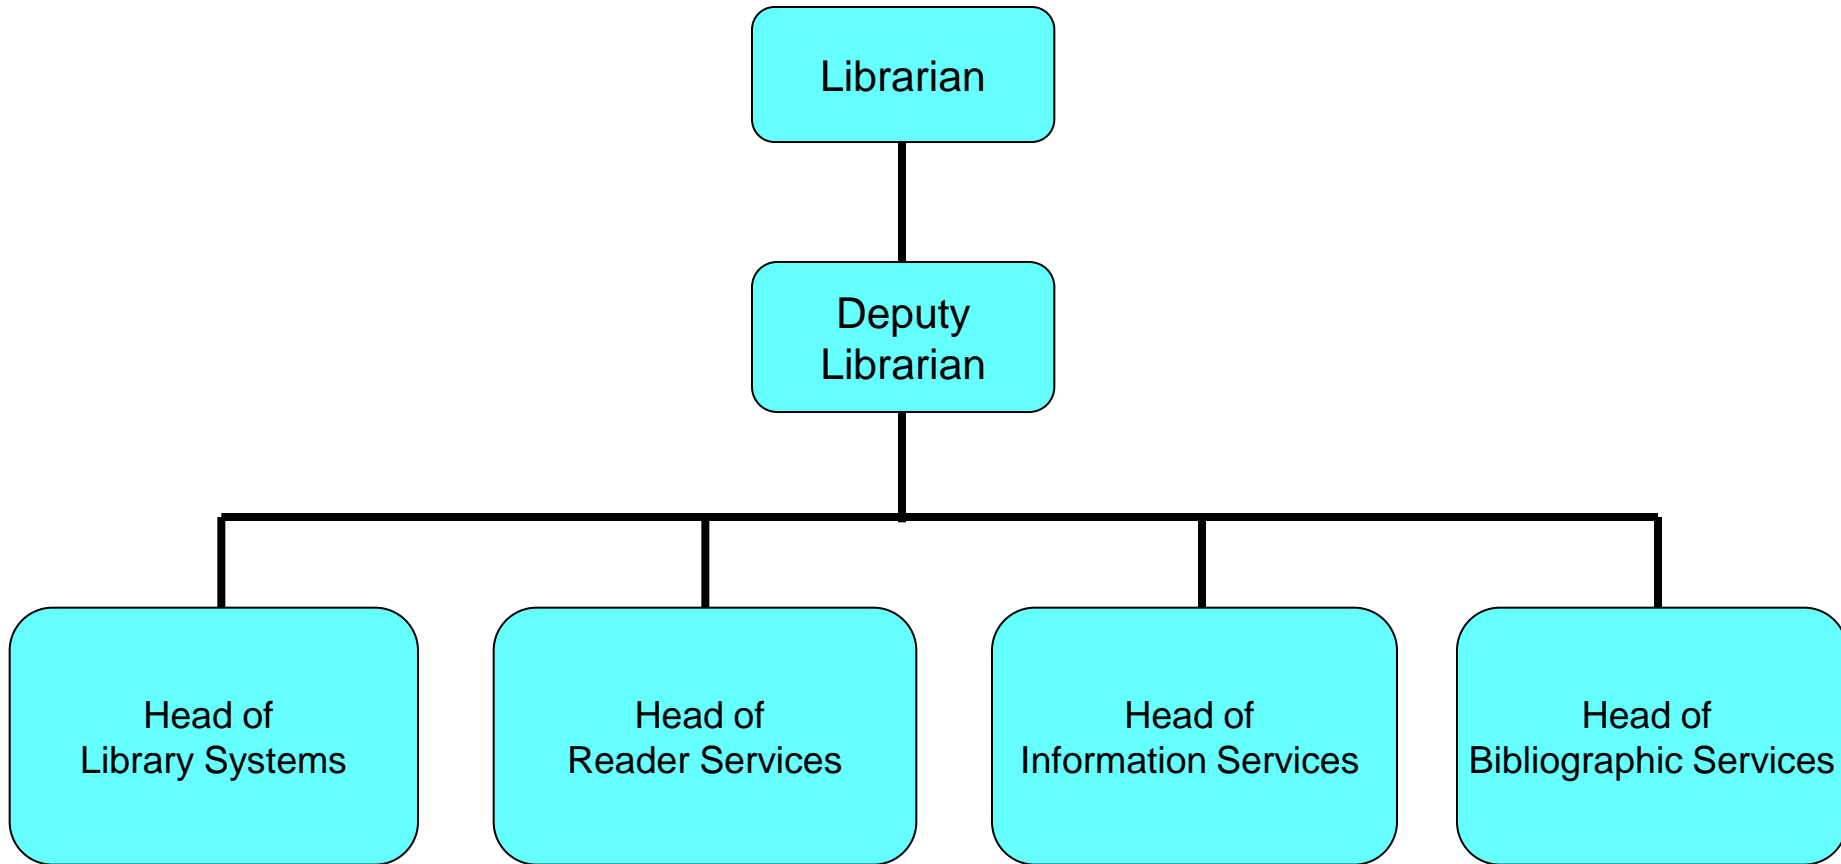 Librarian
Deputy
Librarian
Head of
Library Systems
Head of
Reader Services
Head of
Information Services
Head of
Bibliographic Services